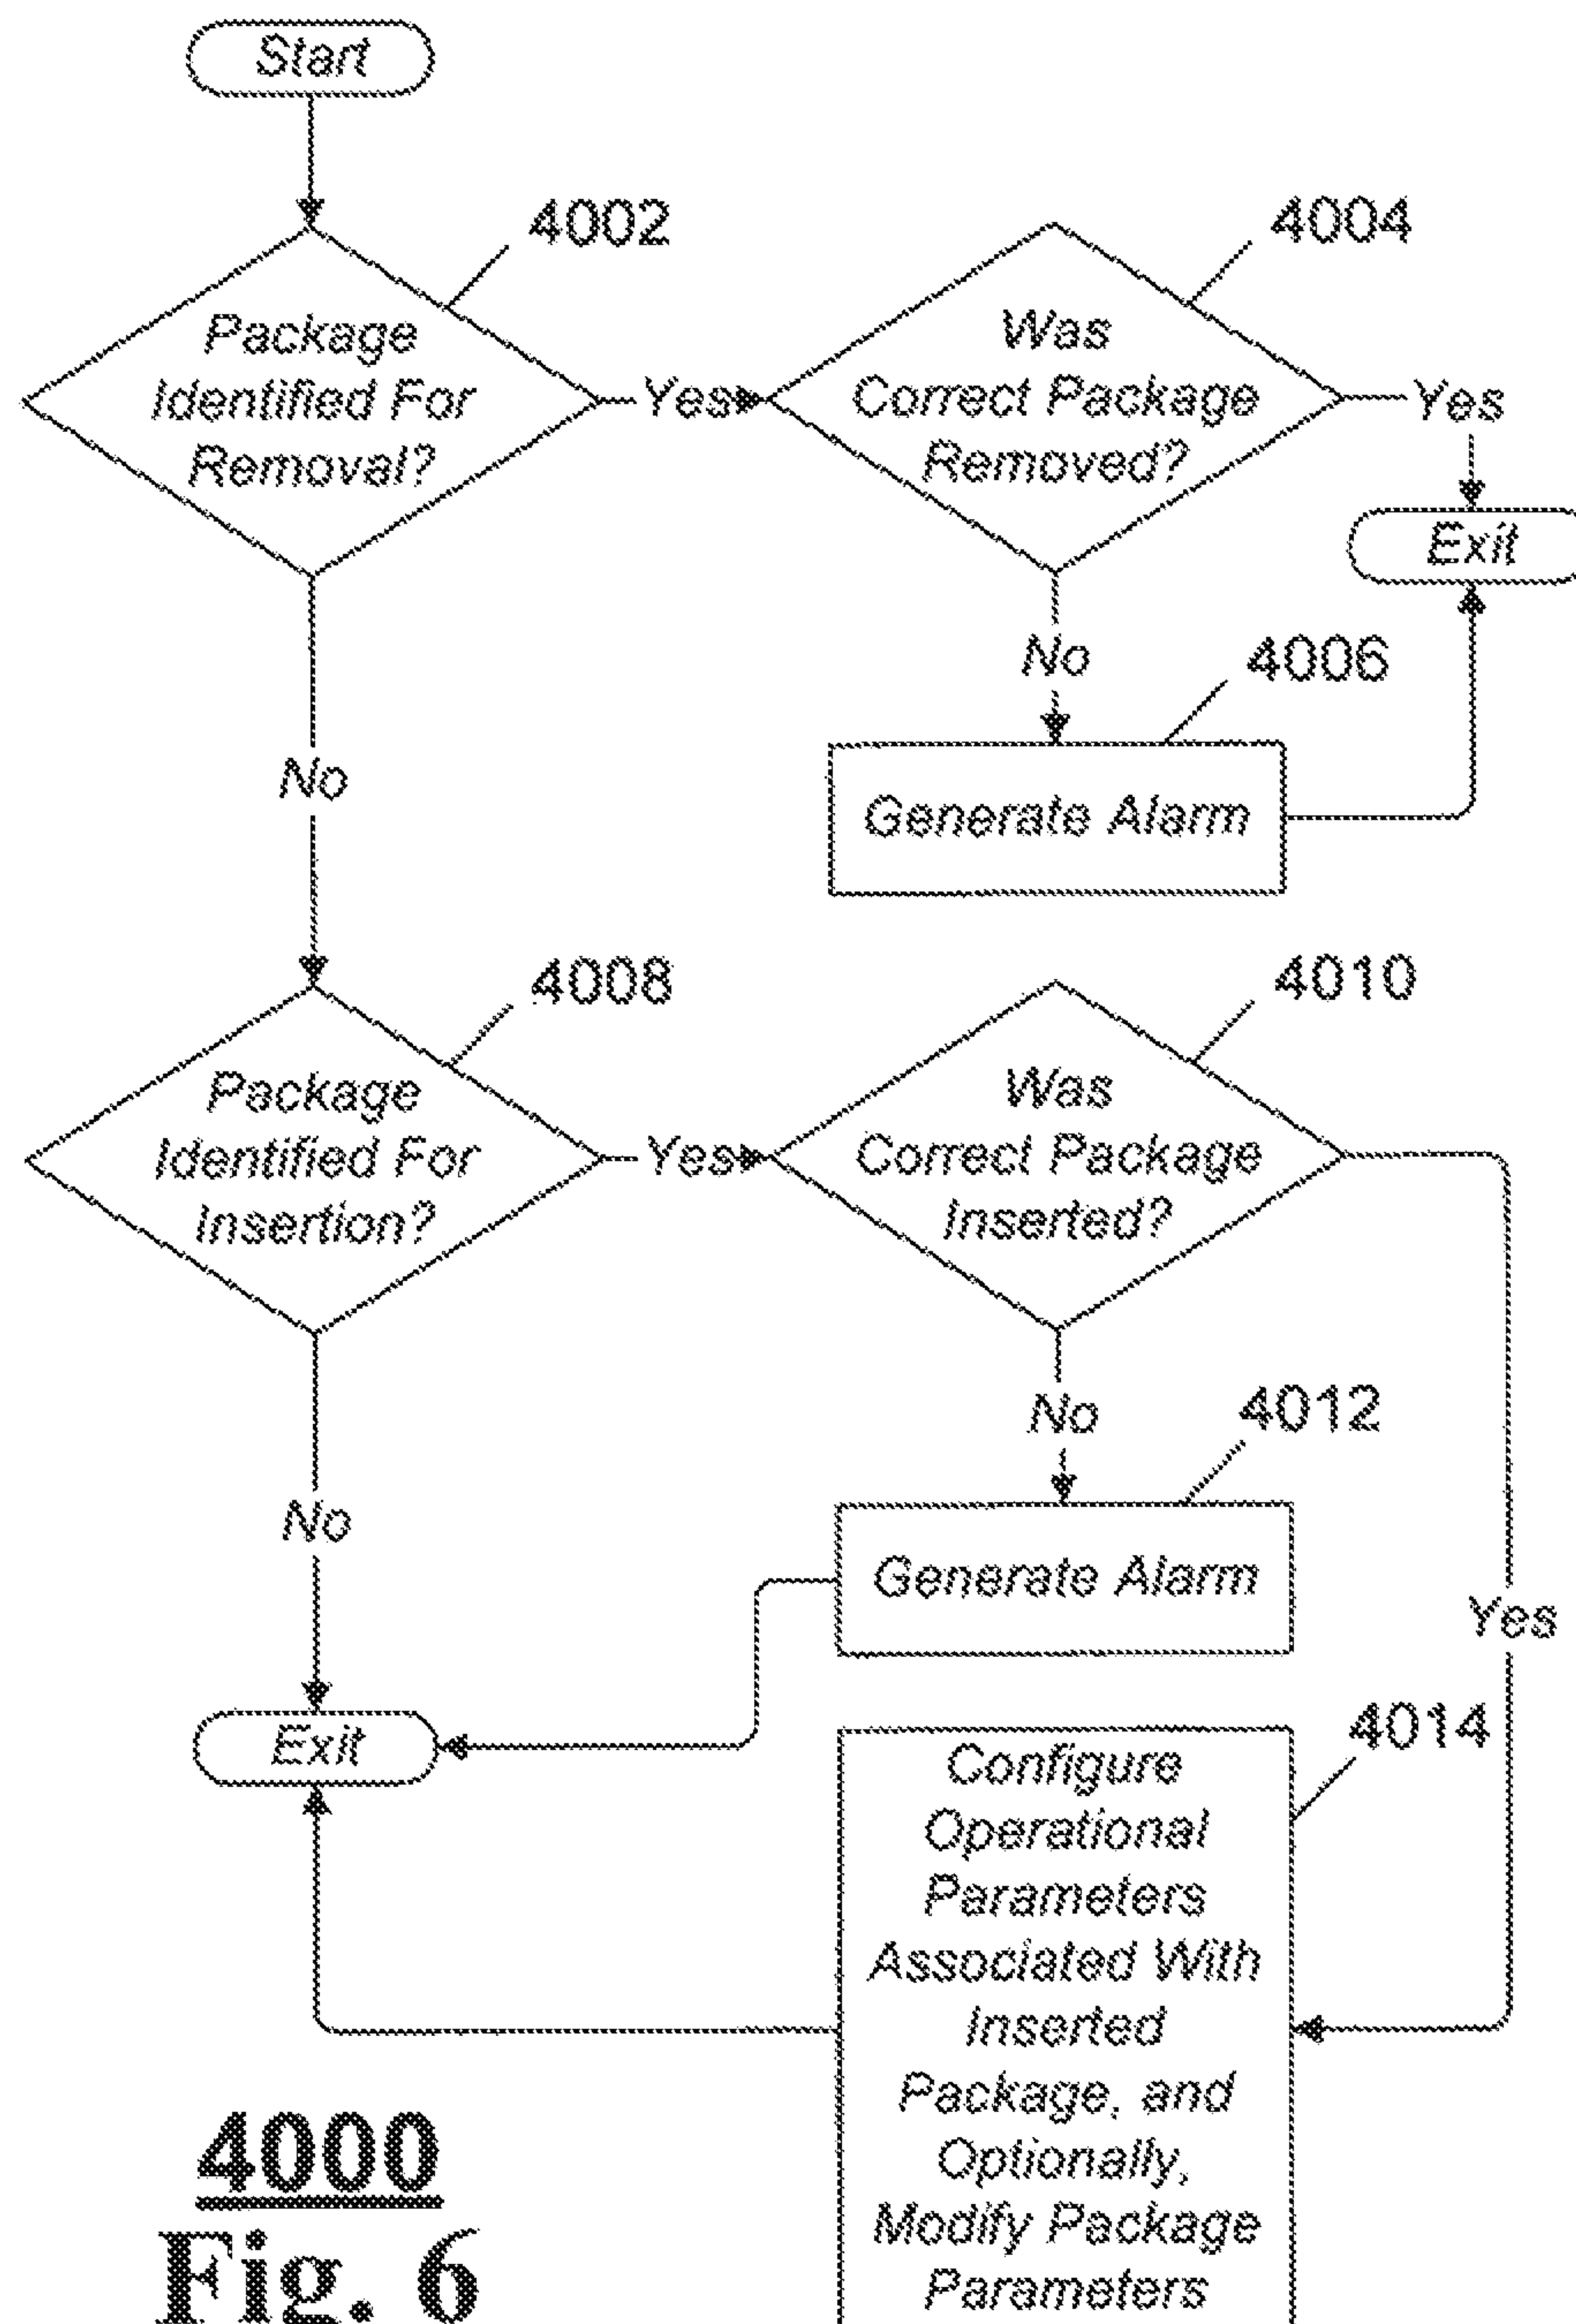 Start
4002
Package
Identified For
Removal?
Yes
4004
Was
Correct Package
Removed?
Yes
Exit
No
4006
Generate Alarm
No
4008
Package
Identified For
Insertion?
Yes
4010
Was
Correct Package
Inserted?
No
4012
Generate Alarm
Yes
No
Exit
4014
Configure
Operational
Parameters
Associated With
Inserted
Package, and
Optionally,
Modify Package
Parameters
4000
Fig. 6